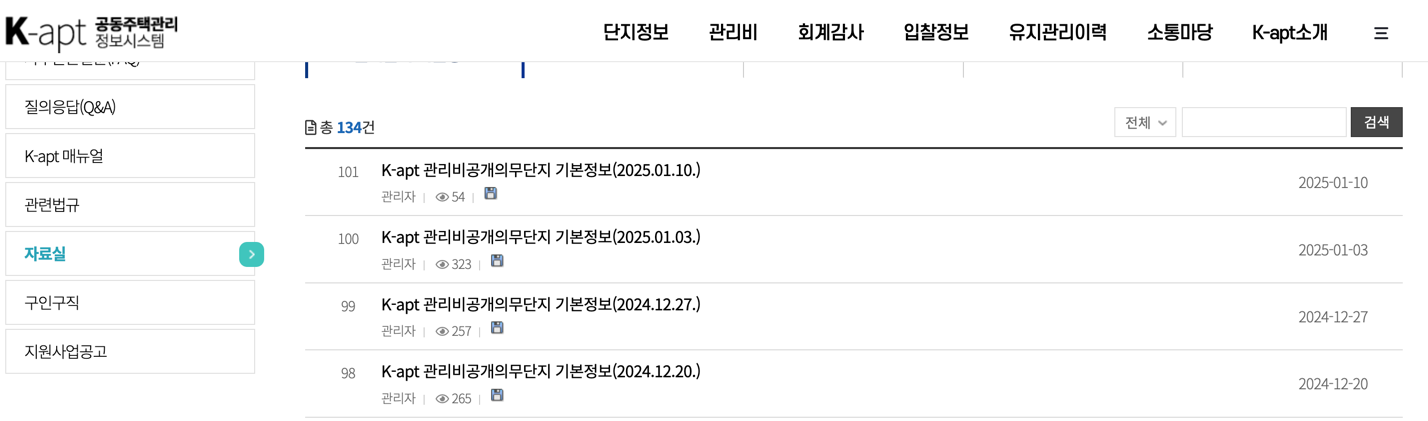 K-apt 공동주택관리
정보시스템
단지정보 관리비 회계감사 입찰정보 유지관리이력 소통마당 K-apt소개
질의응답(Q&A)
K-apt 매뉴얼
관련법규
자료실
구인구직
지원사업공고
총 134건
전체
검색
101 K-apt 관리비공개의무단지 기본정보(2025.01.10.)
관리자 54
2025-01-10
100 K-apt 관리비공개의무단지 기본정보(2025.01.03.)
관리자 323
2025-01-03
99 K-apt 관리비공개의무단지 기본정보(2024.12.27.)
관리자 257
2024-12-27
98 K-apt 관리비공개의무단지 기본정보(2024.12.20.)
관리자 265
2024-12-20